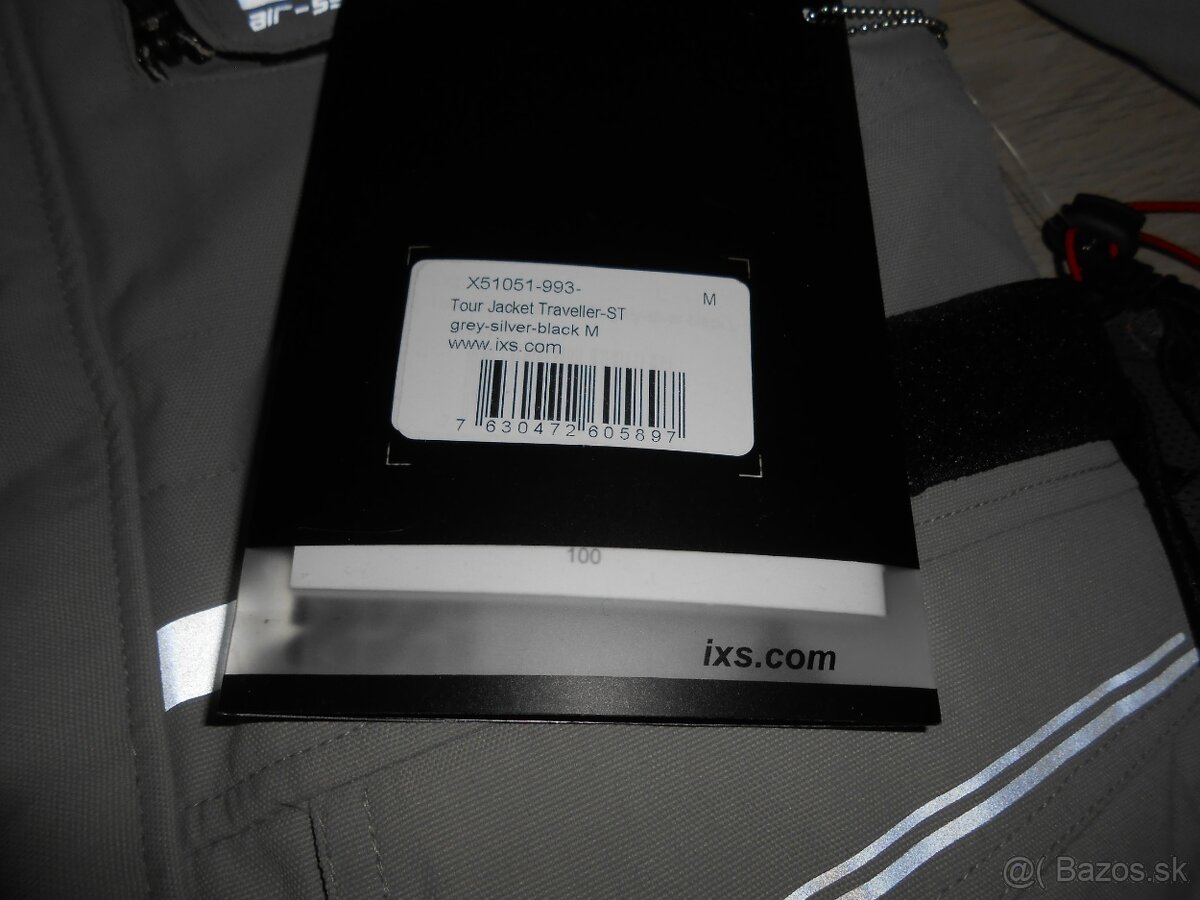 X51051-993-
M
Tour Jacket Traveller-ST
grey-silver-black M
www.ixs.com
7 630472 605897
100
ixs.com
@( Bazos.sk